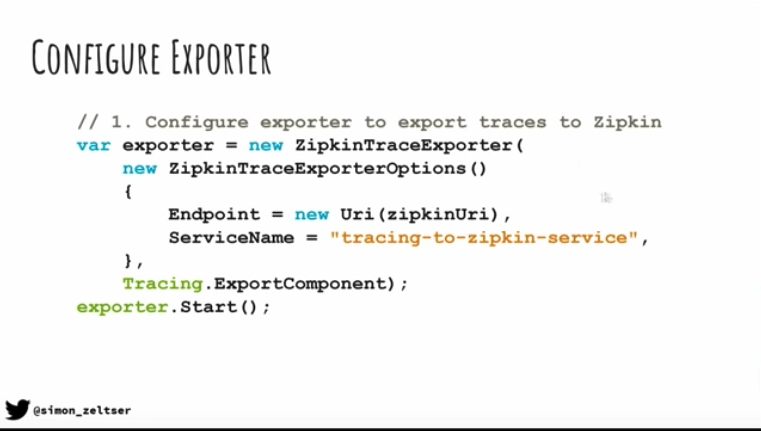 Configure Exporter
// 1. Configure exporter to export traces to Zipkin
var exporter = new ZipkinTraceExporter(
    new ZipkinTraceExporterOptions()
    {
        Endpoint = new Uri(zipkinUri),
        ServiceName = "tracing-to-zipkin-service",
    },
    Tracing.ExportComponent);
exporter.Start();
@simon_zeltser